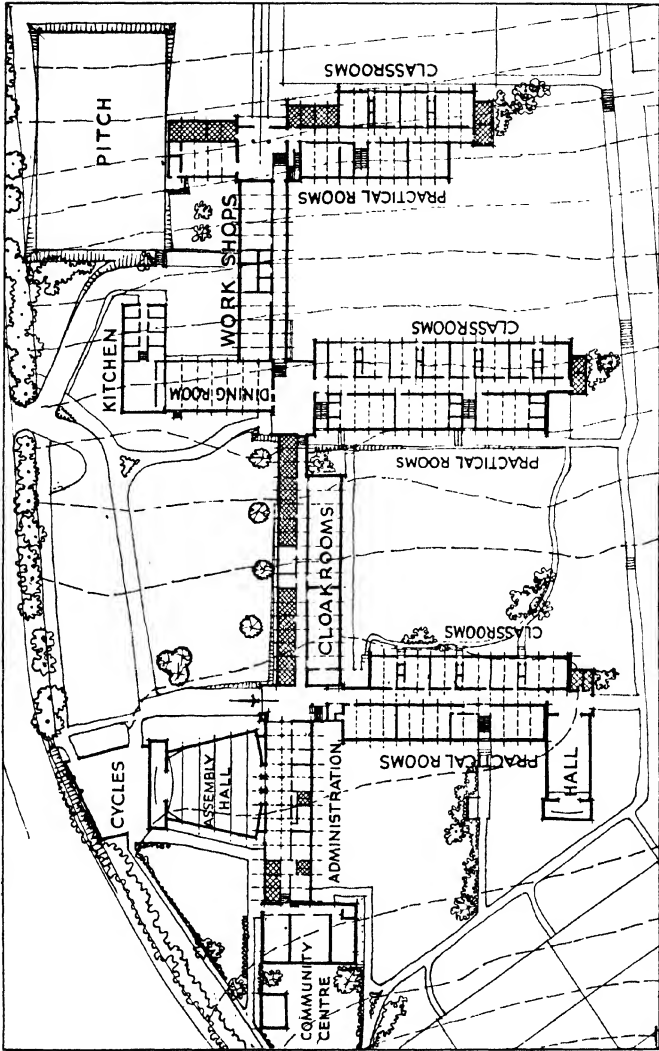 PITCH
CLASSROOMS
PRACTICAL ROOMS
WORK SHOPS
KITCHEN
DINING ROOM
CLASSROOMS
PRACTICAL ROOMS
CLOAKROOMS
CLASSROOMS
PRACTICAL ROOMS
HALL
CYCLES
ASSEMBLY
HALL
ADMINISTRATION
COMMUNITY
CENTRE